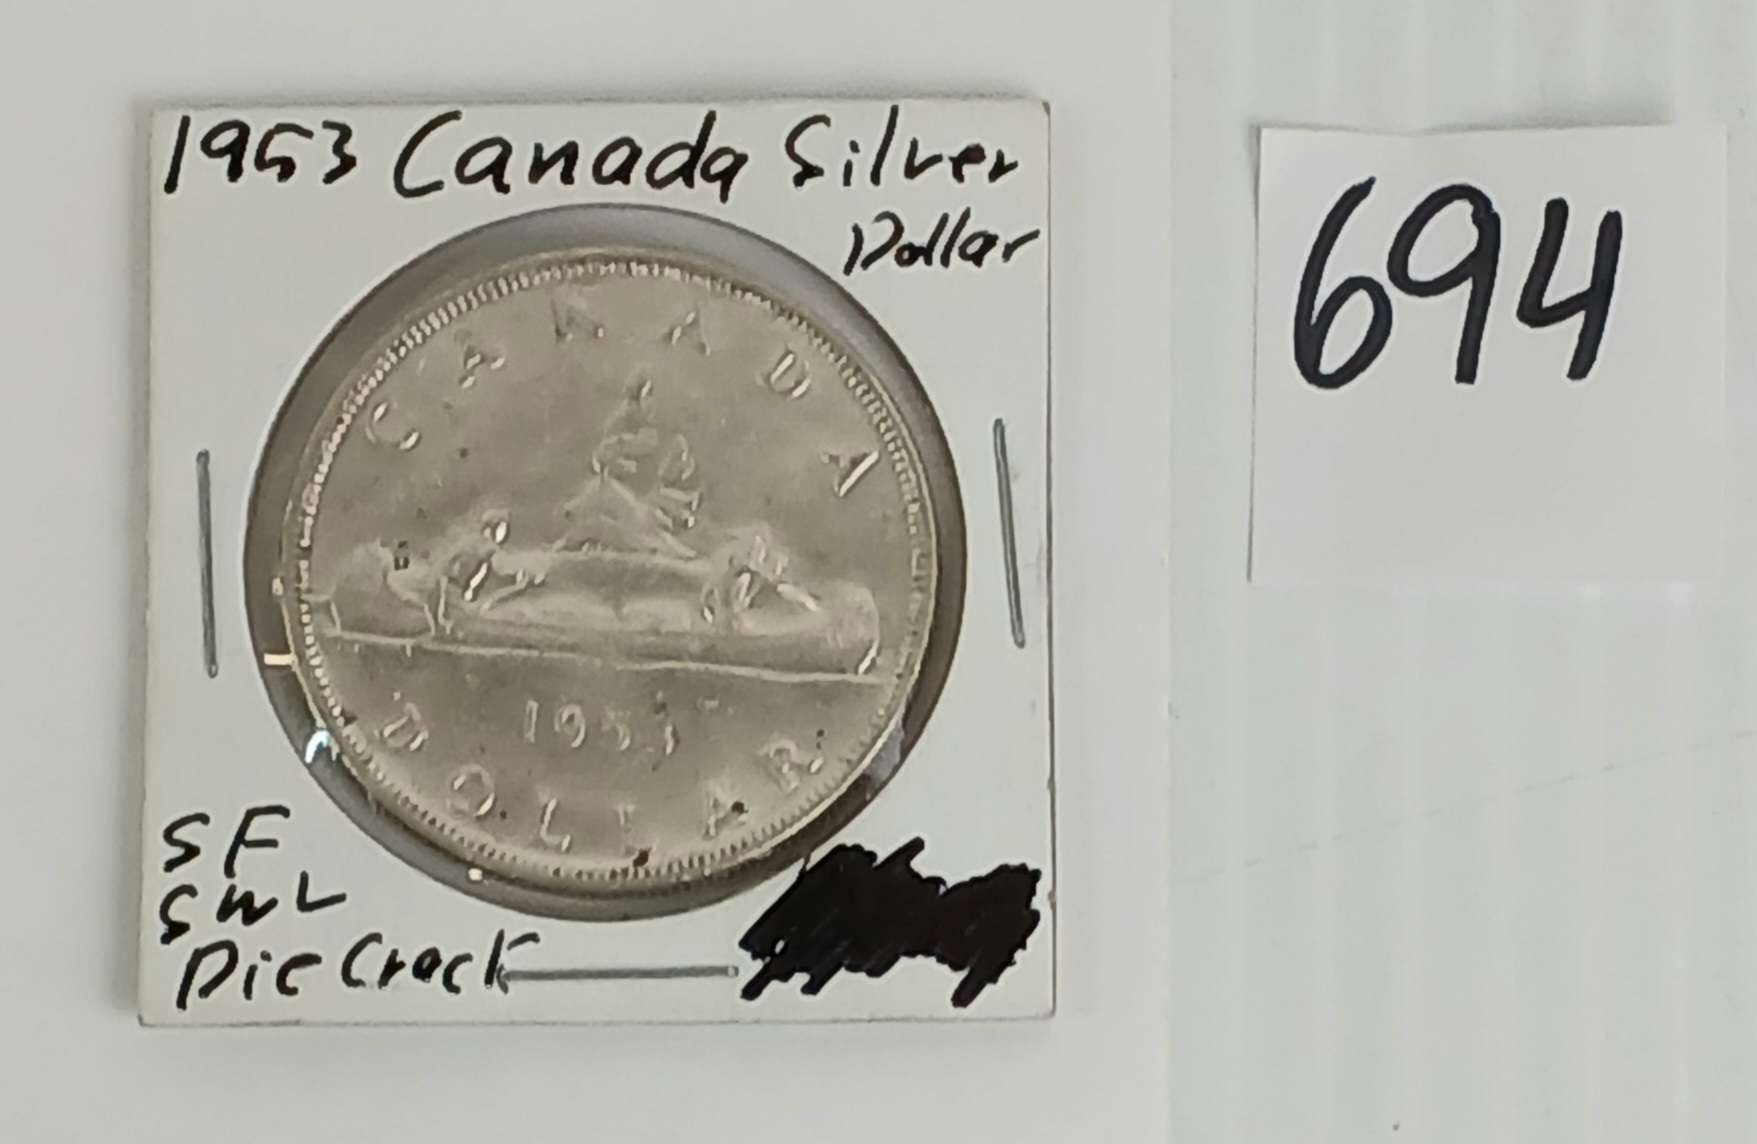 1953 Canada Silver
Dollar
694
CANADA
1953
DOLLAR
SF
SWL
Die Crack